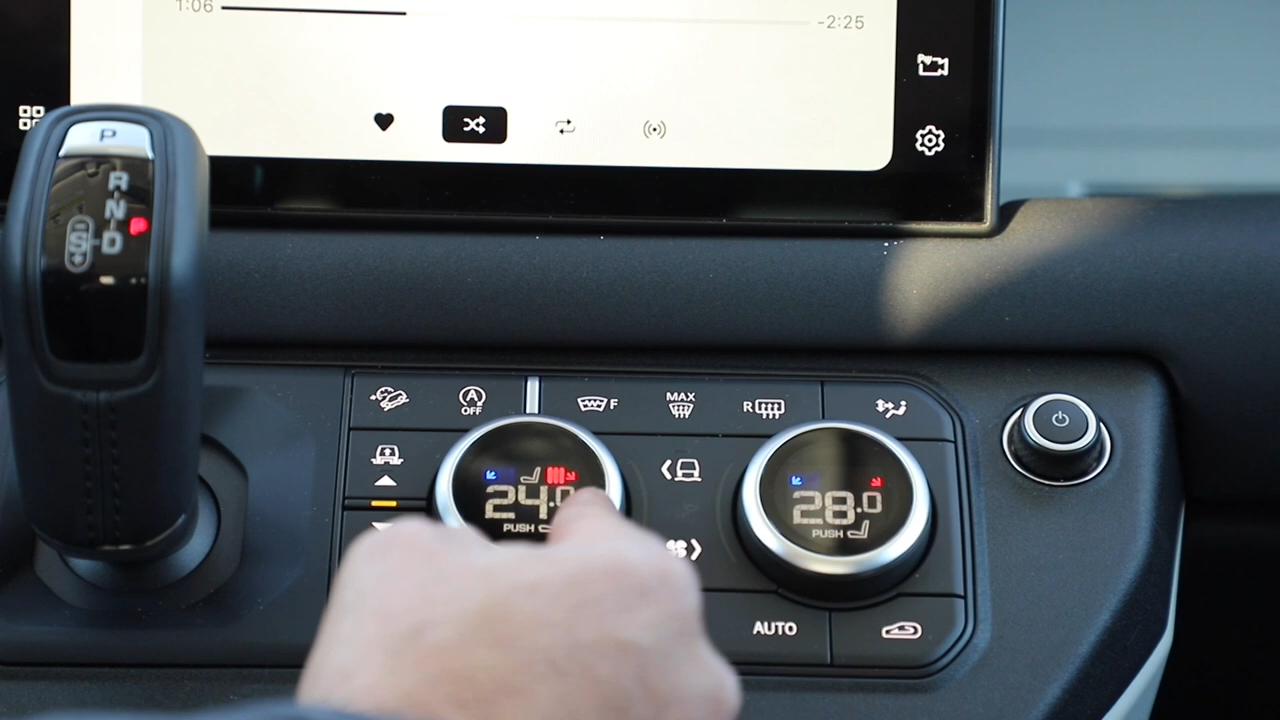 1:06
-2:25
P
R
N
S D
A
OFF
F
MAX
R
24.0
PUSH
28.0
PUSH
AUTO